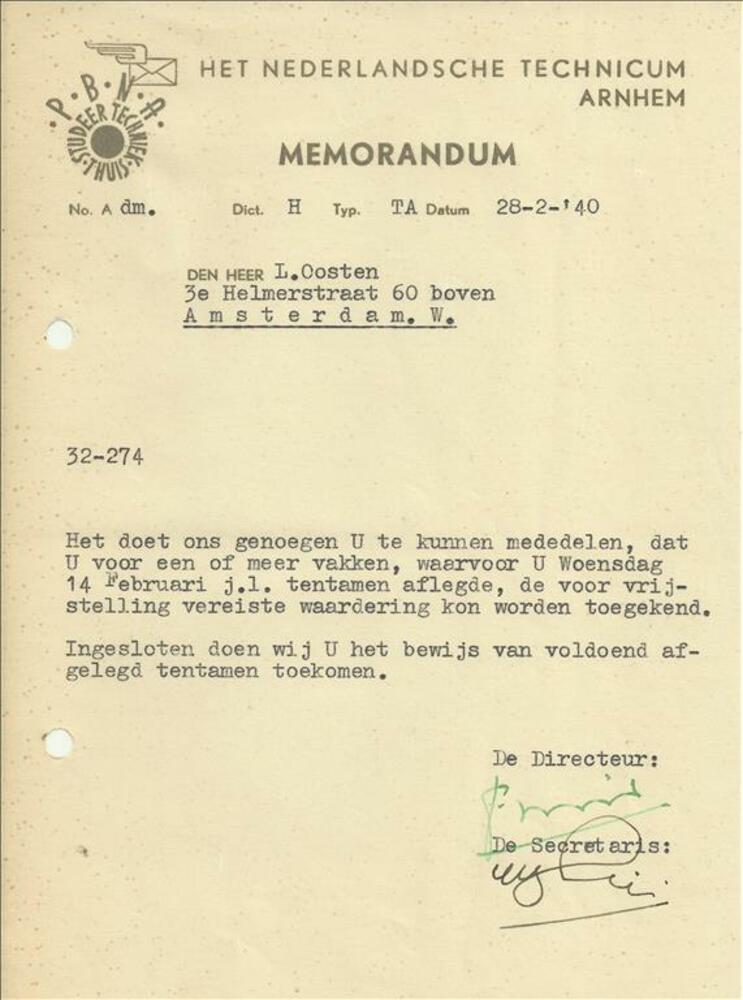 HET NEDERLANDSCHE TECHNICUM
ARNHEM
·P·B·N·A·
STUDEER TECHNIEK THUIS
MEMORANDUM
No. A dm. Dict. H Typ. TA Datum 28-2-'40
DEN HEER L.Oosten
3e Helmerstraat 60 boven
Amsterdam. W.
32-274
Het doet ons genoegen U te kunnen mededelen, dat
U voor een of meer vakken, waarvoor U Woensdag
14 Februari j.l. tentamen aflegde, de voor vrij-
stelling vereiste waardering kon worden toegekend.
Ingesloten doen wij U het bewijs van voldoend af-
gelegd tentamen toekomen.
De Directeur:
De Secretaris: